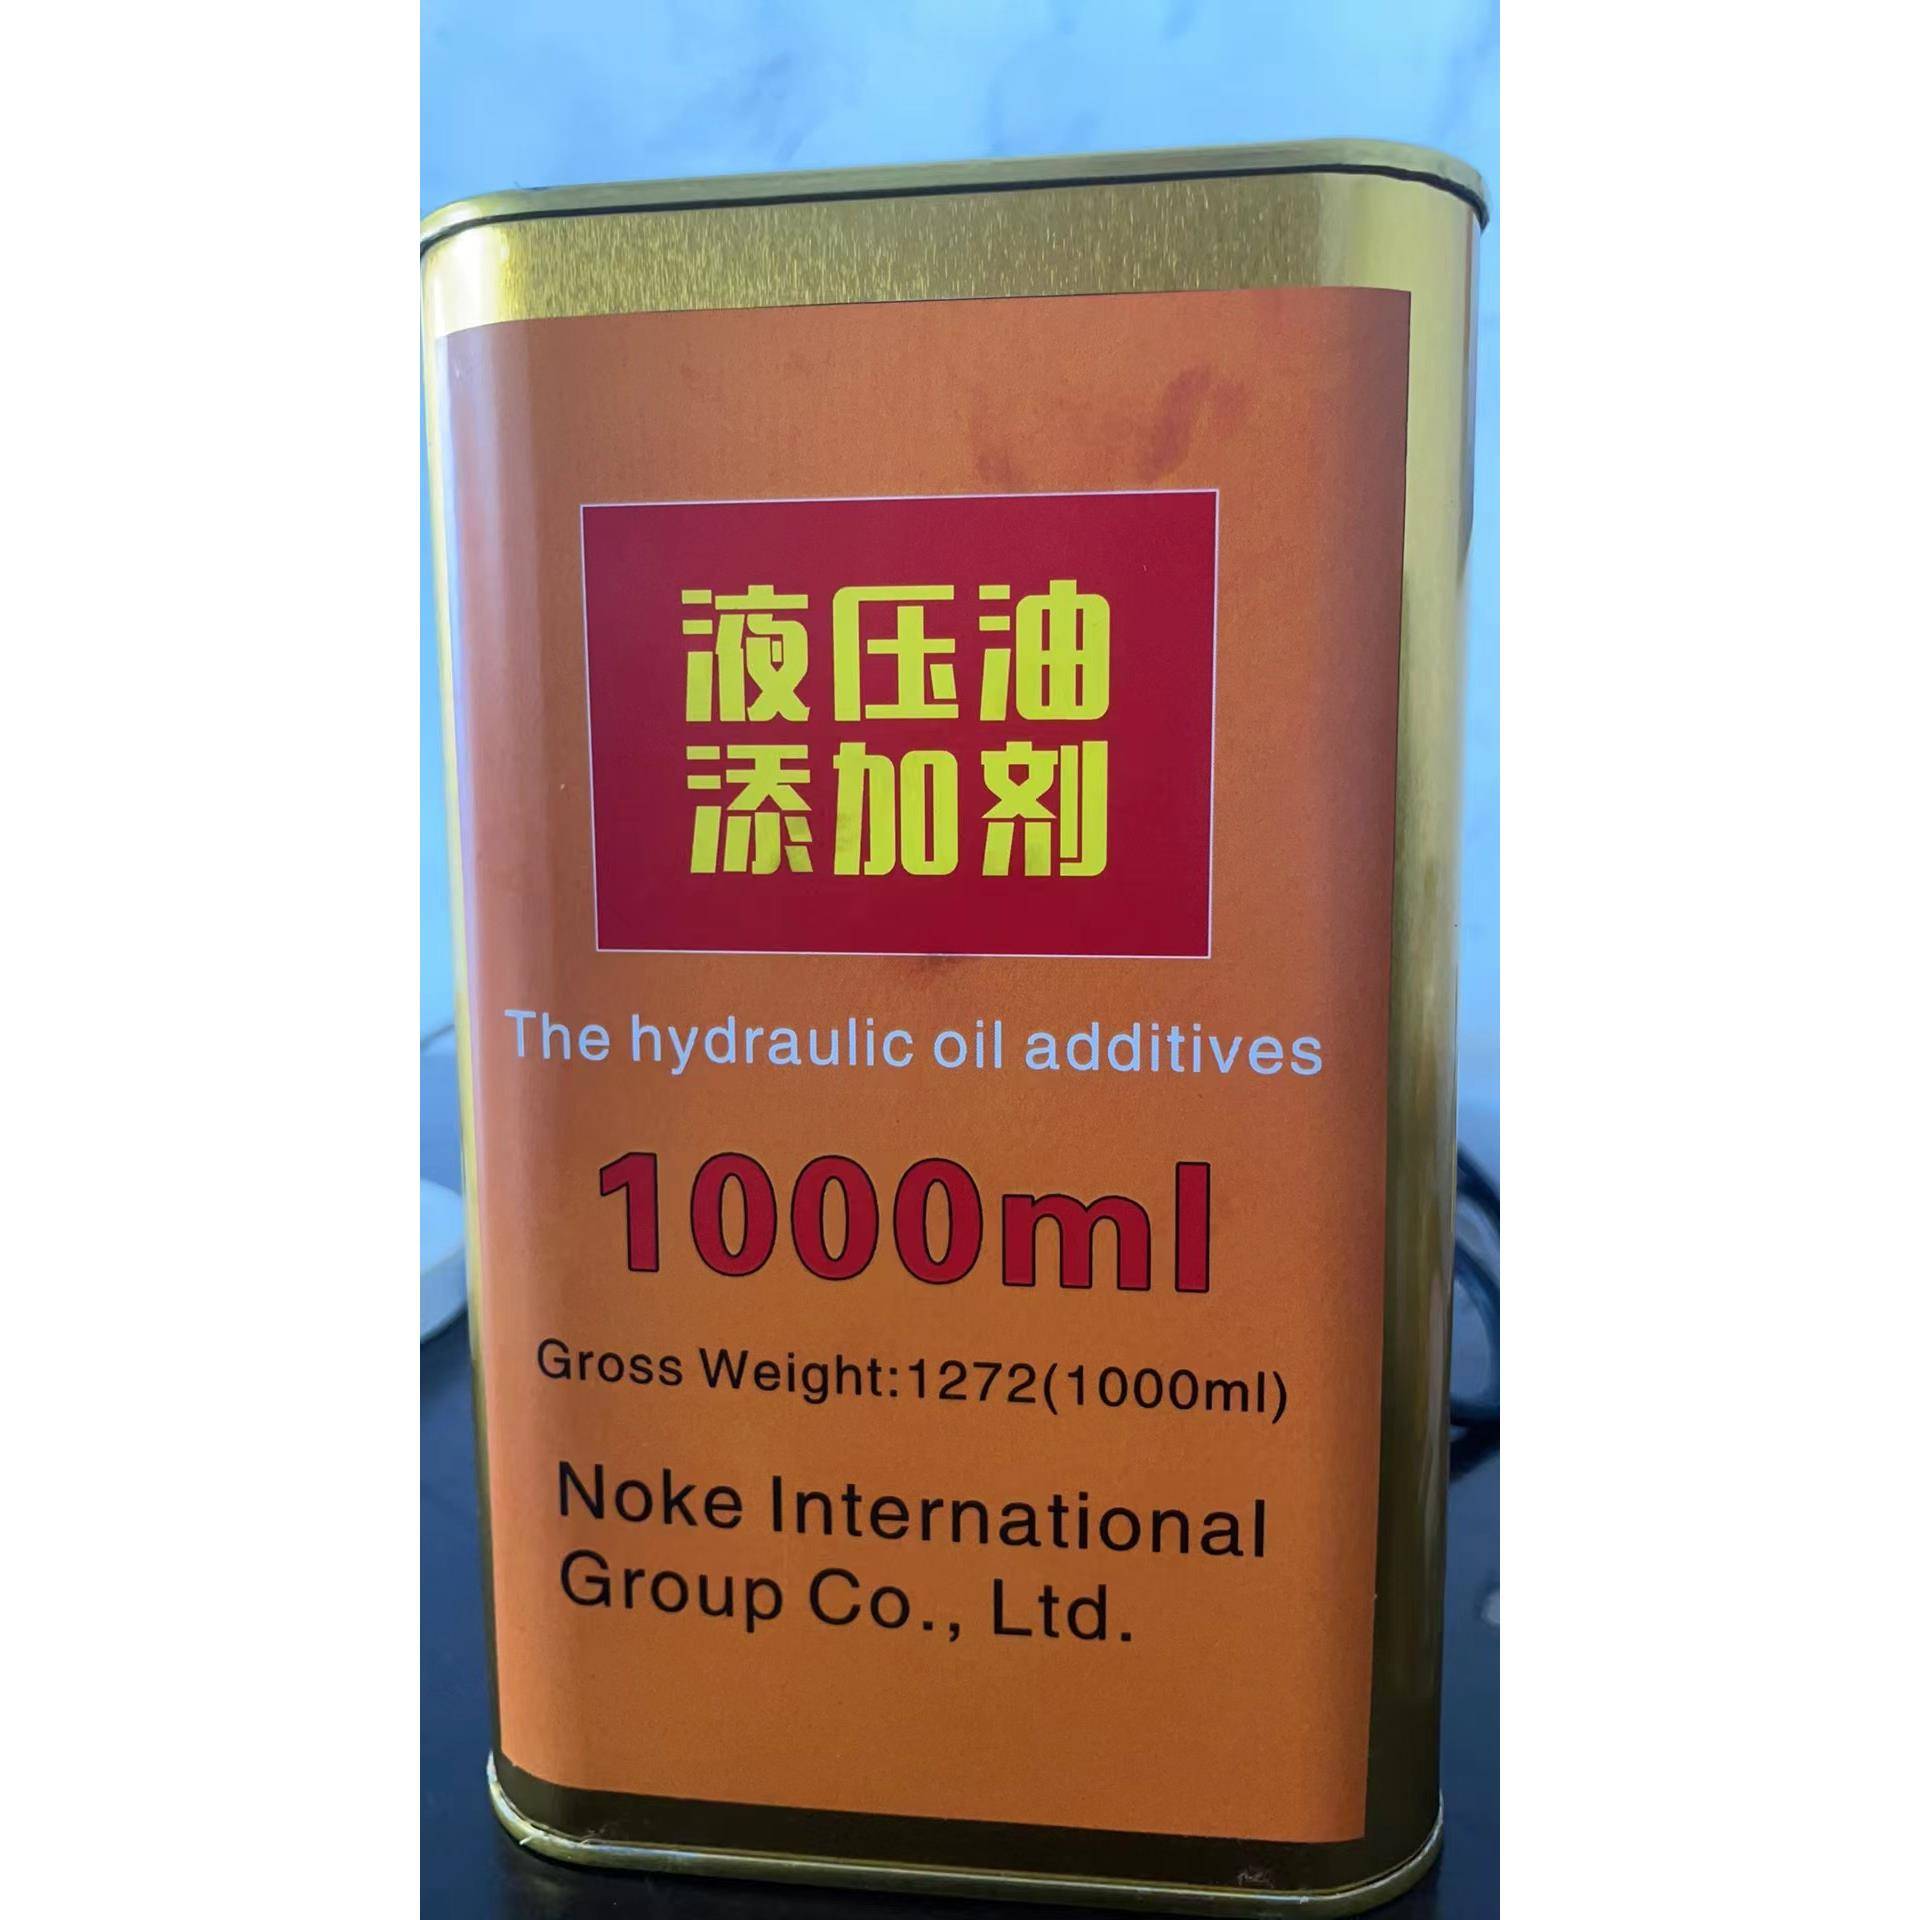 液压油
添加剂
The hydraulic oil additives
1000ml
Gross Weight:1272(1000ml)
Noke International
Group Co., Ltd.